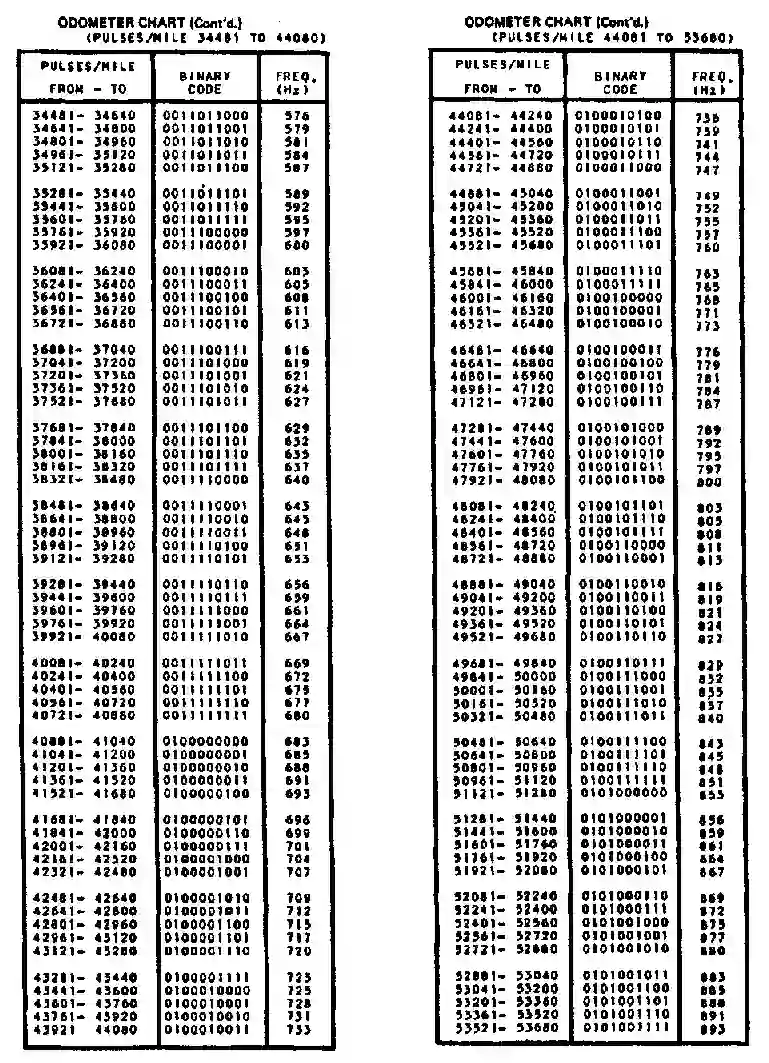 ODOMETER CHART (Cont'd.)
(PULSES/MILE 34481 TO 44080)
PULSES/MILE
FROM - TO
BINARY
CODE
FREQ.
(Hz)
34481- 34640 0011011000 576
34641- 34800 0011011001 579
34801- 34960 0011011010 581
34961- 35120 0011011011 584
35121- 35280 0011011100 587
35281- 35440 0011011101 589
35441- 35600 0011011110 592
35601- 35760 0011011111 595
35761- 35920 0011100000 597
35921- 36080 0011100001 600
36081- 36240 0011100010 603
36241- 36400 0011100011 605
36401- 36560 0011100100 608
36561- 36720 0011100101 611
36721- 36880 0011100110 613
36881- 37040 0011100111 616
37041- 37200 0011101000 619
37201- 37360 0011101001 621
37361- 37520 0011101010 624
37521- 37680 0011101011 627
37681- 37840 0011101100 629
37841- 38000 0011101101 632
38001- 38160 0011101110 635
38161- 38320 0011101111 637
38321- 38480 0011110000 640
38481- 38640 0011110001 643
38641- 38800 0011110010 645
38801- 38960 0011110011 648
38961- 39120 0011110100 651
39121- 39280 0011110101 653
39281- 39440 0011110110 656
39441- 39600 0011110111 659
39601- 39760 0011111000 661
39761- 39920 0011111001 664
39921- 40080 0011111010 667
40081- 40240 0011111011 669
40241- 40400 0011111100 672
40401- 40560 0011111101 675
40561- 40720 0011111110 677
40721- 40880 0011111111 680
40881- 41040 0100000000 683
41041- 41200 0100000001 685
41201- 41360 0100000010 688
41361- 41520 0100000011 691
41521- 41680 0100000100 693
41681- 41840 0100000101 696
41841- 42000 0100000110 699
42001- 42160 0100000111 701
42161- 42320 0100001000 704
42321- 42480 0100001001 707
42481- 42640 0100001010 709
42641- 42800 0100001011 712
42801- 42960 0100001100 715
42961- 43120 0100001101 717
43121- 43280 0100001110 720
43281- 43440 0100001111 723
43441- 43600 0100010000 725
43601- 43760 0100010001 728
43761- 43920 0100010010 731
43921 44080 0100010011 733
ODOMETER CHART (Cont'd.)
(PULSES/MILE 44081 TO 53680)
PULSES/MILE
FROM - TO
BINARY
CODE
FREQ.
(Hz)
44081- 44240 0100010100 736
44241- 44400 0100010101 739
44401- 44560 0100010110 741
44561- 44720 0100010111 744
44721- 44880 0100011000 747
44881- 45040 0100011001 749
45041- 45200 0100011010 752
45201- 45360 0100011011 755
45361- 45520 0100011100 757
45521- 45680 0100011101 760
45681- 45840 0100011110 763
45841- 46000 0100011111 765
46001- 46160 0100100000 768
46161- 46320 0100100001 771
46321- 46480 0100100010 773
46481- 46640 0100100011 776
46641- 46800 0100100100 779
46801- 46960 0100100101 781
46961- 47120 0100100110 784
47121- 47280 0100100111 787
47281- 47440 0100101000 789
47441- 47600 0100101001 792
47601- 47760 0100101010 795
47761- 47920 0100101011 797
47921- 48080 0100101100 800
48081- 48240 0100101101 803
48241- 48400 0100101110 805
48401- 48560 0100101111 808
48561- 48720 0100110000 811
48721- 48880 0100110001 813
48881- 49040 0100110010 816
49041- 49200 0100110011 819
49201- 49360 0100110100 821
49361- 49520 0100110101 824
49521- 49680 0100110110 827
49681- 49840 0100110111 829
49841- 50000 0100111000 832
50001- 50160 0100111001 835
50161- 50320 0100111010 837
50321- 50480 0100111011 840
50481- 50640 0100111100 843
50641- 50800 0100111101 845
50801- 50960 0100111110 848
50961- 51120 0100111111 851
51121- 51280 0101000000 853
51281- 51440 0101000001 856
51441- 51600 0101000010 859
51601- 51760 0101000011 861
51761- 51920 0101000100 864
51921- 52080 0101000101 867
52081- 52240 0101000110 869
52241- 52400 0101000111 872
52401- 52560 0101001000 875
52561- 52720 0101001001 877
52721- 52880 0101001010 880
52881- 53040 0101001011 883
53041- 53200 0101001100 885
53201- 53360 0101001101 888
53361- 53520 0101001110 891
53521- 53680 0101001111 893